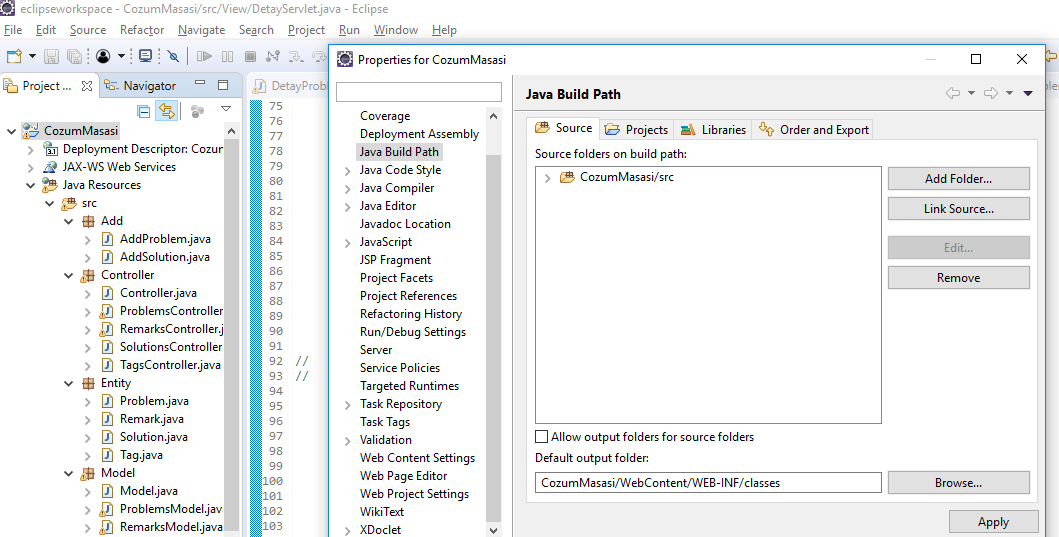 eclipseworkspace - CozumMasasi/src/View/DetayServlet.java - Eclipse
File Edit Source Refactor Navigate Search Project Run Window Help
Project ... Navigator
DetayProb
CozumMasasi
Deployment Descriptor: Cozum
JAX-WS Web Services
Java Resources
src
Add
AddProblem.java
AddSolution.java
Controller
Controller.java
ProblemsController
RemarksController.j
SolutionsController
TagsController.java
Entity
Problem.java
Remark.java
Solution.java
Tag.java
Model
Model.java
ProblemsModel.java
RemarksModel.java
75
76
77
78
79
80
81
82
83
84
85
86
87
88
89
90
91
92 //
93 //
94
95
96
97
98
99
100
101
102
103
Properties for CozumMasasi
Coverage
Deployment Assembly
Java Build Path
Java Code Style
Java Compiler
Java Editor
Javadoc Location
JavaScript
JSP Fragment
Project Facets
Project References
Refactoring History
Run/Debug Settings
Server
Service Policies
Targeted Runtimes
Task Repository
Task Tags
Validation
Web Content Settings
Web Page Editor
Web Project Settings
WikiText
XDoclet
Java Build Path
Source Projects Libraries Order and Export
Source folders on build path:
CozumMasasi/src
Add Folder...
Link Source...
Edit...
Remove
Allow output folders for source folders
Default output folder:
CozumMasasi/WebContent/WEB-INF/classes
Browse...
Apply